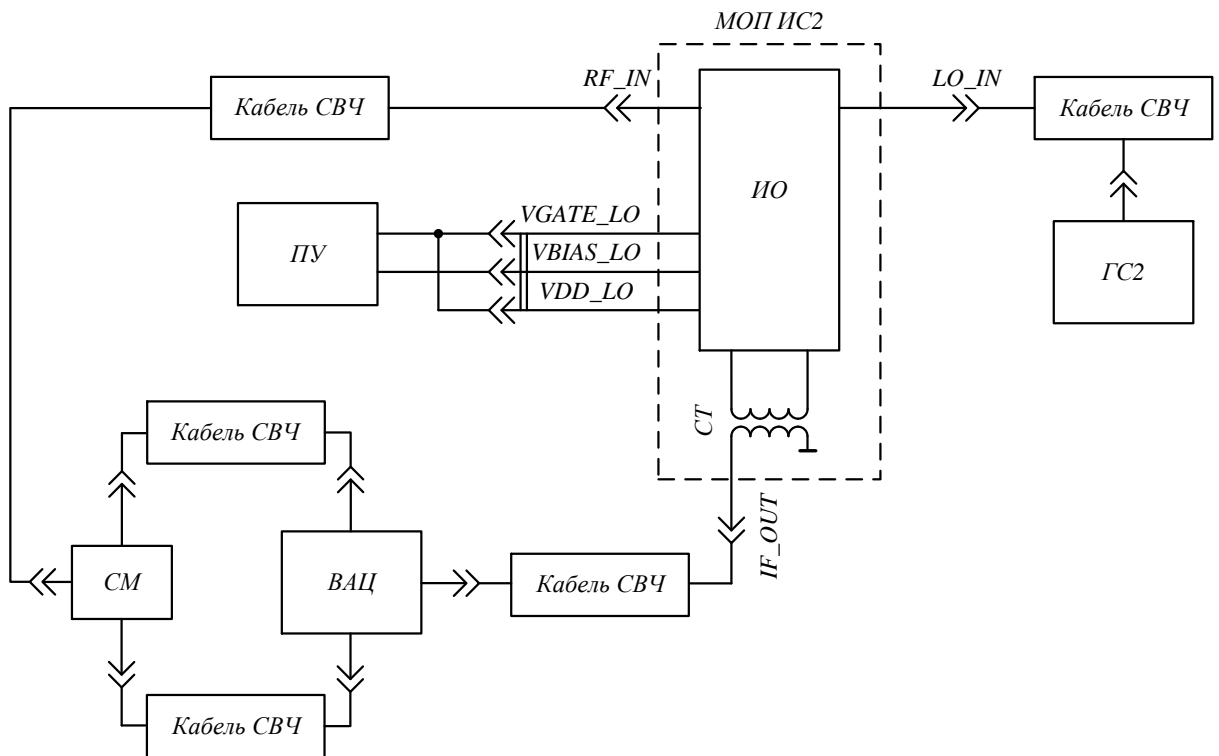 МОП ИС2
Кабель СВЧ
RF_IN
LO_IN
Кабель СВЧ
ИО
ПУ
VGATE_LO
VBIAS_LO
VDD_LO
ГС2
СТ
Кабель СВЧ
IF_OUT
СМ
ВАЦ
Кабель СВЧ
Кабель СВЧ